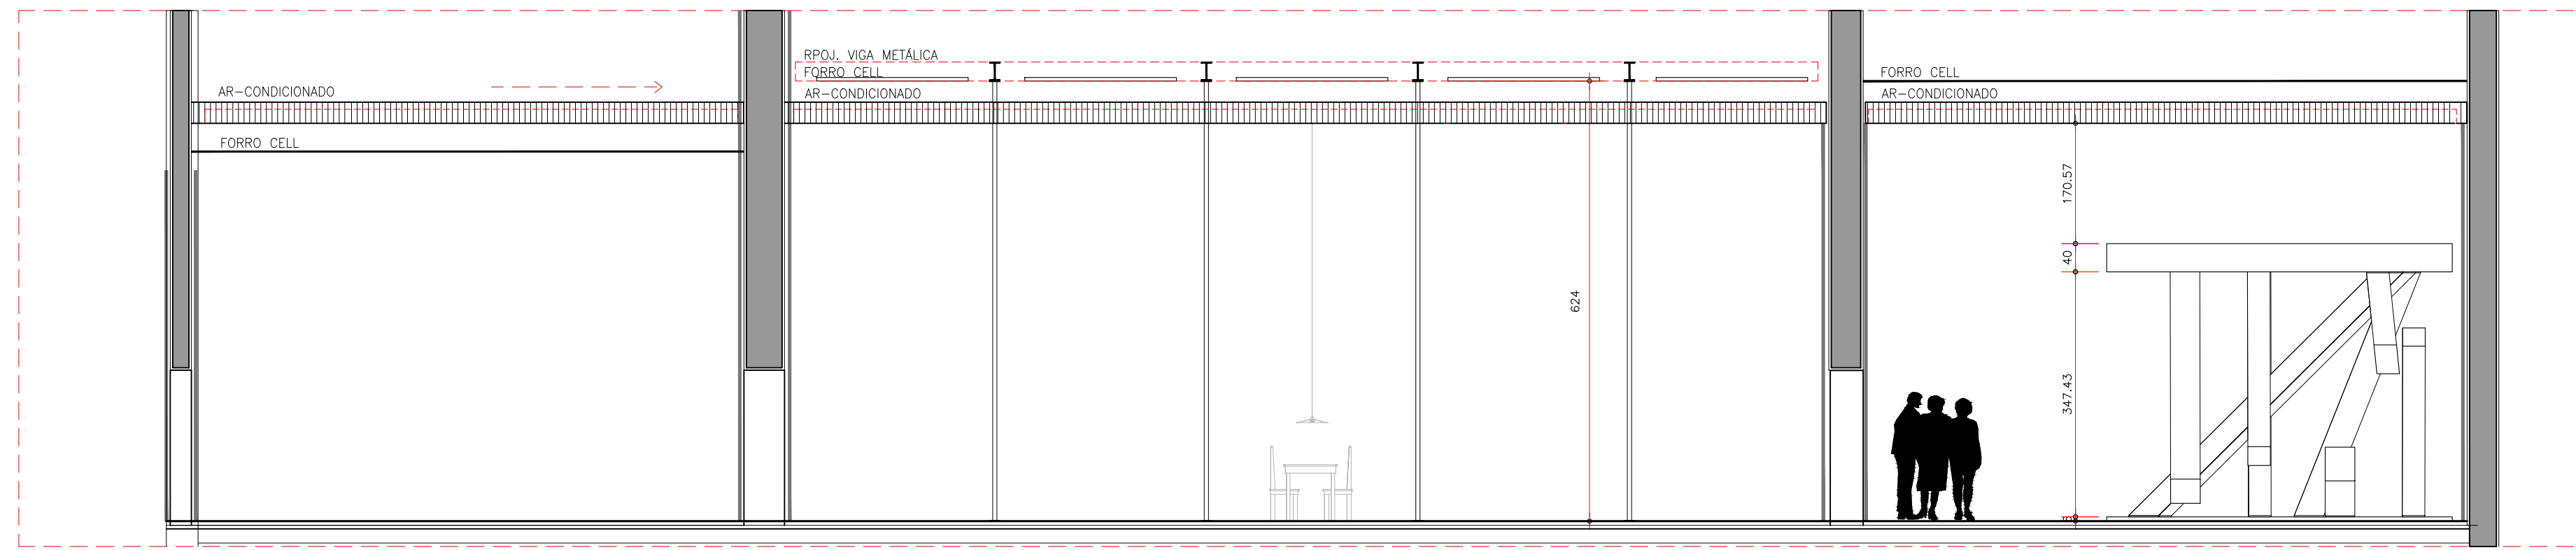 RPOJ. VIGA METÁLICA
FORRO CELL
FORRO CELL
AR-CONDICIONADO
AR-CONDICIONADO
AR-CONDICIONADO
FORRO CELL
170.57
40
624
347.43